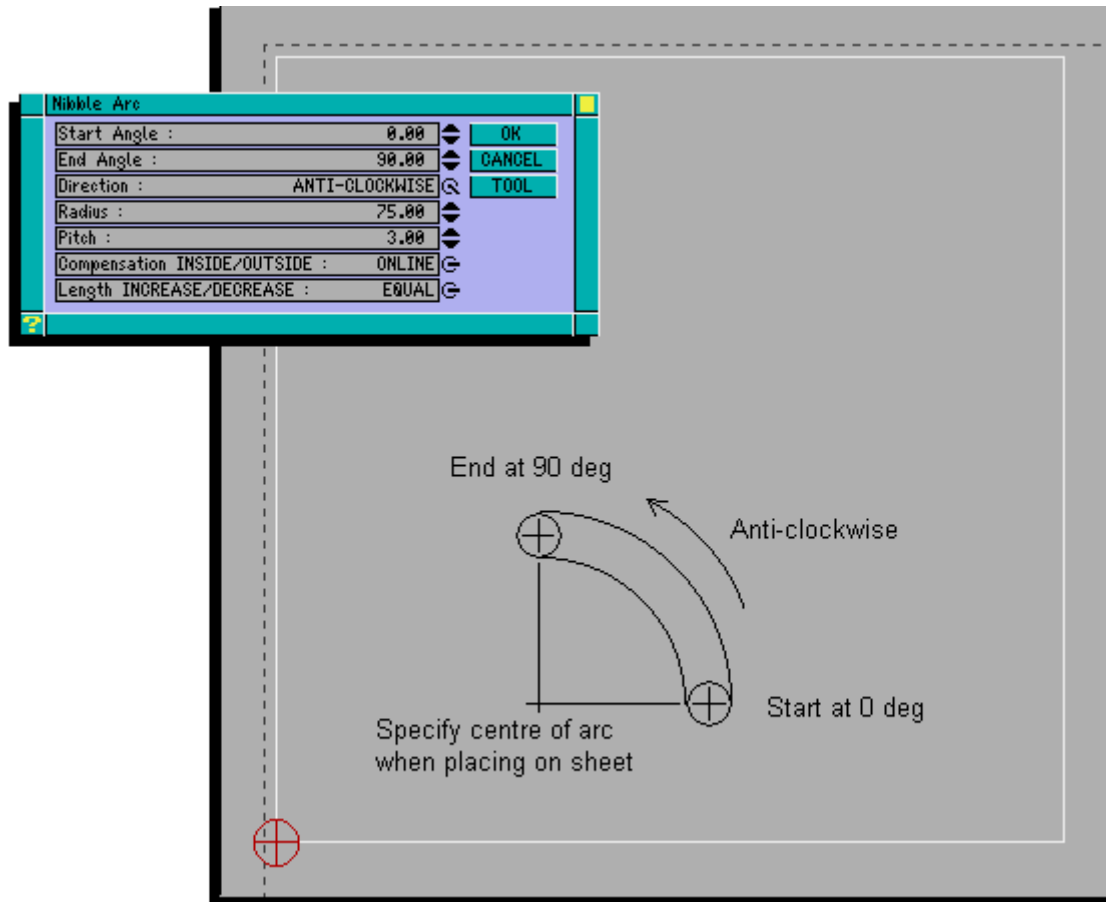 Nibble Arc
Start Angle : 0.00 OK
End Angle : 90.00 CANCEL
Direction : ANTI-CLOCKWISE TOOL
Radius : 75.00
Pitch : 3.00
Compensation INSIDE/OUTSIDE : ONLINE
Length INCREASE/DECREASE : EQUAL
?
End at 90 deg
Anti-clockwise
Start at 0 deg
Specify centre of arc
when placing on sheet